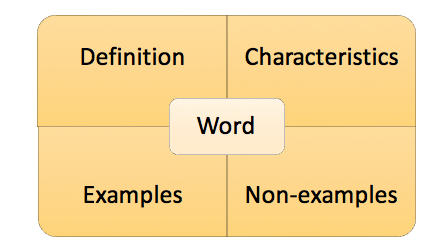 Definition
Characteristics
Word
Examples
Non-examples